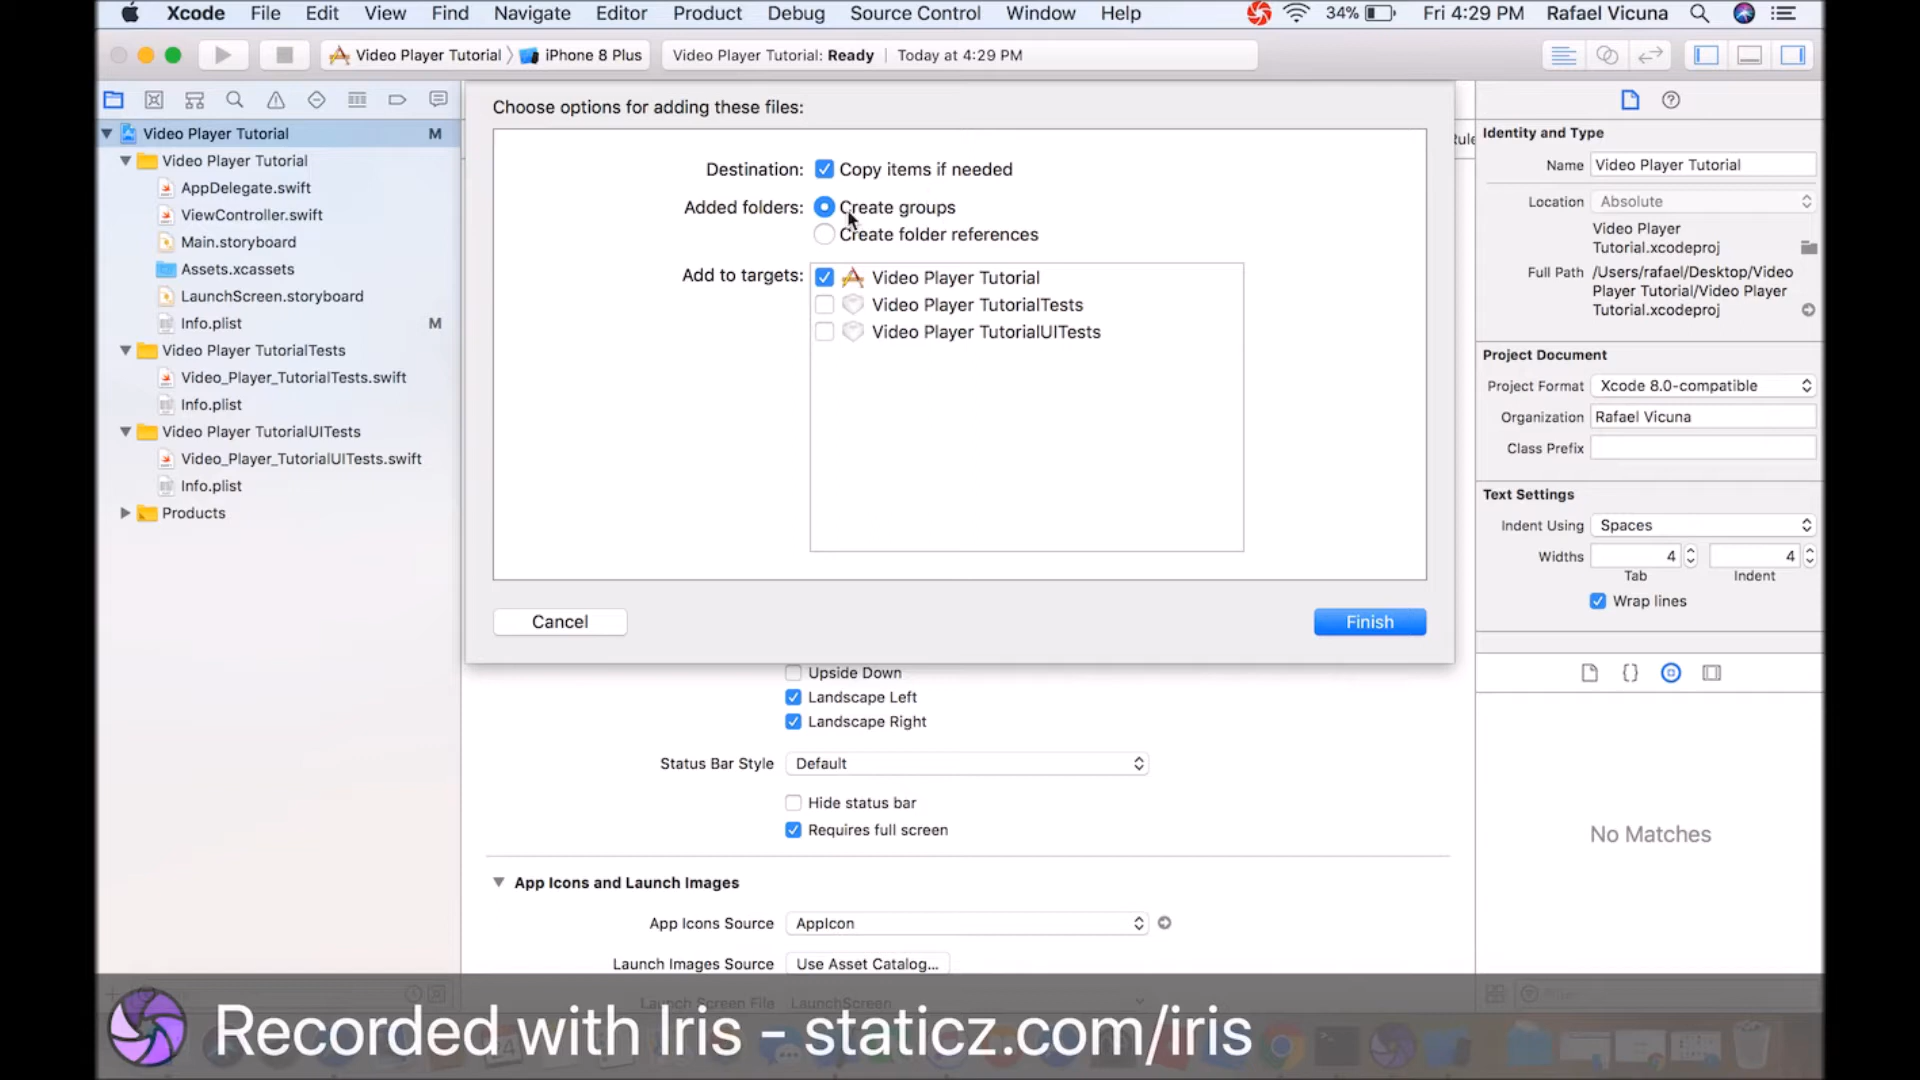 Xcode File Edit View Find Navigate Editor Product Debug Source Control Window Help 34% Fri 4:29 PM Rafael Vicuna
Video Player Tutorial iPhone 8 Plus Video Player Tutorial: Ready Today at 4:29 PM
Choose options for adding these files:
Destination: Copy items if needed
Added folders: Create groups
Create folder references
Add to targets: Video Player Tutorial
Video Player TutorialTests
Video Player TutorialUITests
Cancel Finish
Video Player Tutorial M
Video Player Tutorial
AppDelegate.swift
ViewController.swift
Main.storyboard
Assets.xcassets
LaunchScreen.storyboard
Info.plist M
Video Player TutorialTests
Video_Player_TutorialTests.swift
Info.plist
Video Player TutorialUITests
Video_Player_TutorialUITests.swift
Info.plist
Products
Upside Down
Landscape Left
Landscape Right
Status Bar Style Default
Hide status bar
Requires full screen
App Icons and Launch Images
App Icons Source AppIcon
Launch Images Source Use Asset Catalog...
Launch Screen File LaunchScreen
Identity and Type
Name Video Player Tutorial
Location Absolute
Video Player
Tutorial.xcodeproj
Full Path /Users/rafael/Desktop/Video
Player Tutorial/Video Player
Tutorial.xcodeproj
Project Document
Project Format Xcode 8.0-compatible
Organization Rafael Vicuna
Class Prefix
Text Settings
Indent Using Spaces
Widths 4 4
Tab Indent
Wrap lines
No Matches
Filter
Recorded with Iris - staticz.com/iris